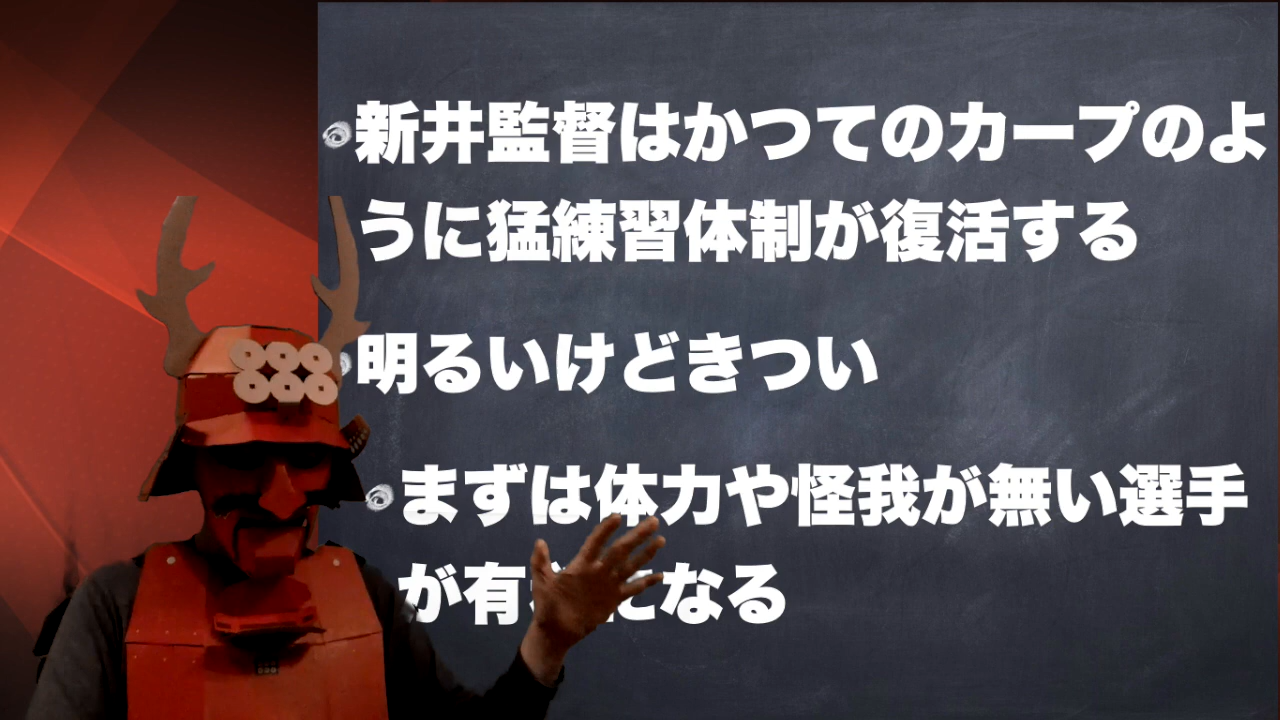 新井監督はかつてのカープのよ
うに猛練習体制が復活する
明るいけどきつい
まずは体力や怪我が無い選手
が有 になる